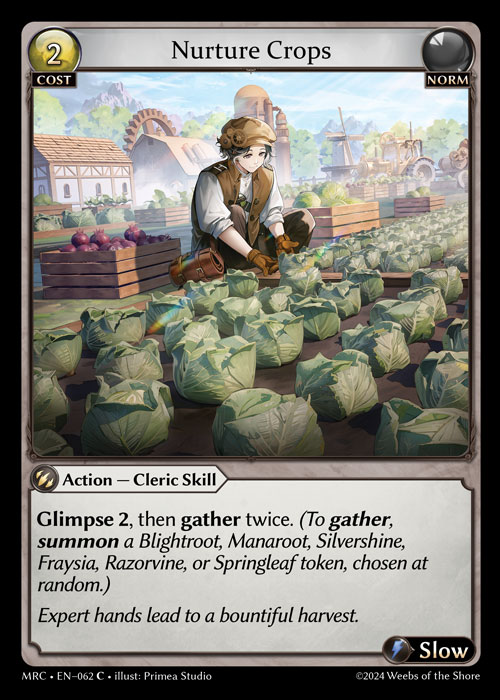 2
Nurture Crops
COST
NORM
Action — Cleric Skill
Glimpse 2, then gather twice. (To gather,
summon a Blightroot, Manaroot, Silvershine,
Fraysia, Razorvine, or Springleaf token, chosen at
random.)
Expert hands lead to a bountiful harvest.
Slow
MRC • EN–062 C • illust: Primea Studio
©2024 Weebs of the Shore